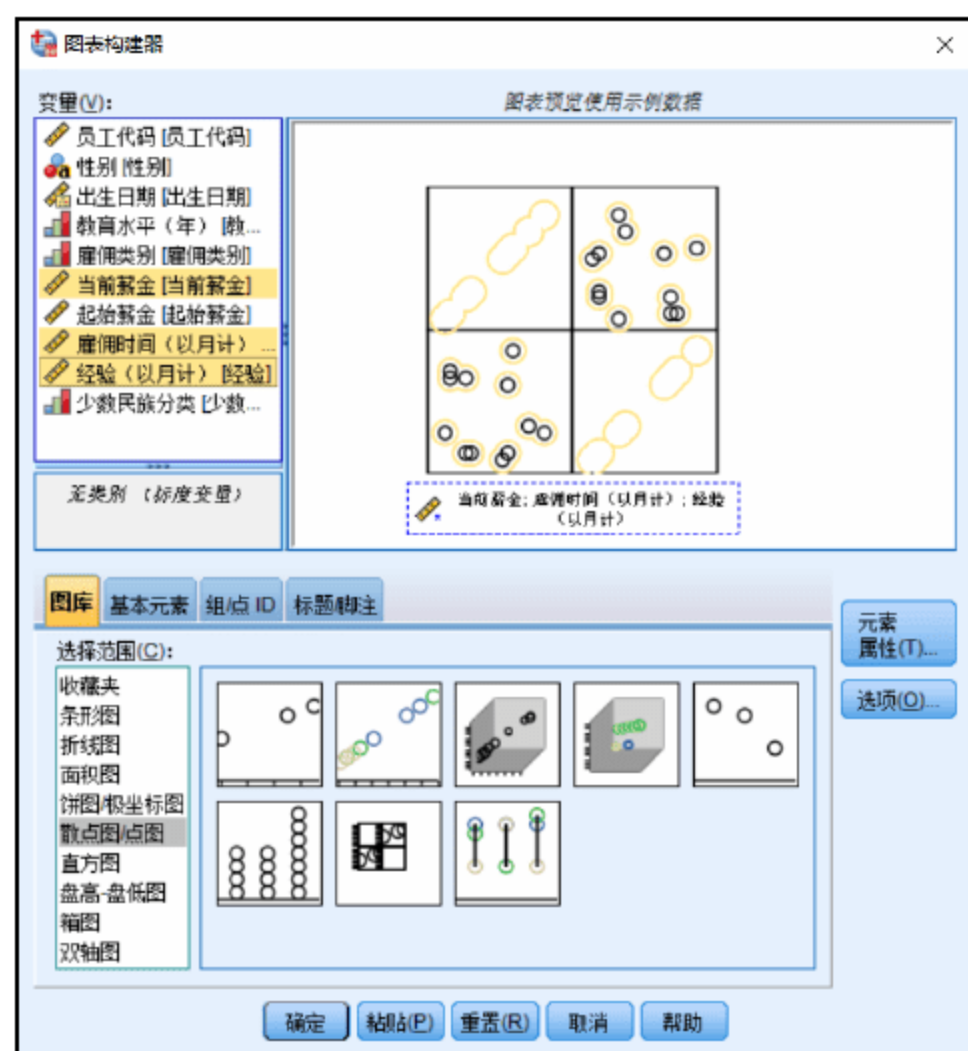 图表构建器
变量(V):
图表预览使用示例数据
员工代码 [员工代码]
性别 [性别]
出生日期 [出生日期]
教育水平（年） [教...
雇佣类别 [雇佣类别]
当前薪金 [当前薪金]
起始薪金 [起始薪金]
雇佣时间（以月计） ...
经验（以月计） [经验]
少数民族分类 [少数...
无类别 （标度变量）
当前薪金; 雇佣时间（以月计）; 经验
（以月计）
图库
基本元素
组/点 ID
标题/脚注
元素
属性(T)...
选项(O)...
选择范围(C):
收藏夹
条形图
折线图
面积图
饼图/极坐标图
散点图/点图
直方图
盘高-盘低图
箱图
双轴图
确定
粘贴(P)
重置(R)
取消
帮助